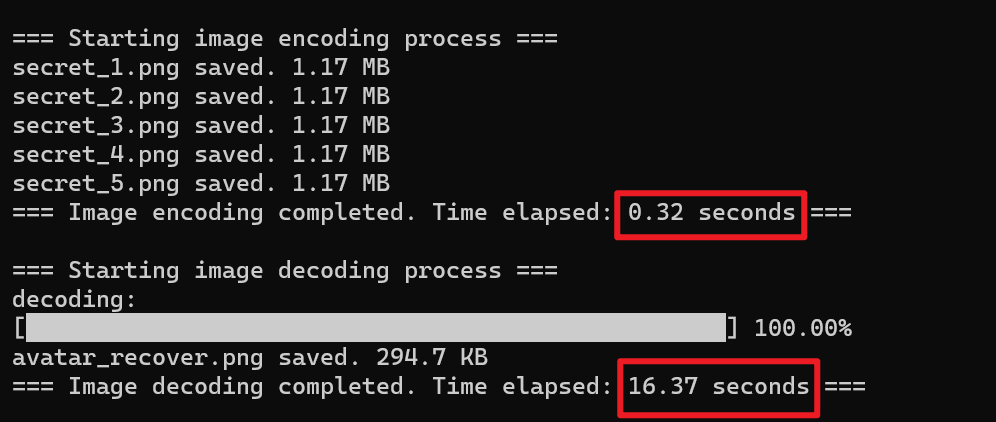 === Starting image encoding process ===
secret_1.png saved. 1.17 MB
secret_2.png saved. 1.17 MB
secret_3.png saved. 1.17 MB
secret_4.png saved. 1.17 MB
secret_5.png saved. 1.17 MB
=== Image encoding completed. Time elapsed: 0.32 seconds ===
=== Starting image decoding process ===
decoding:
[] 100.00%
avatar_recover.png saved. 294.7 KB
=== Image decoding completed. Time elapsed: 16.37 seconds ===